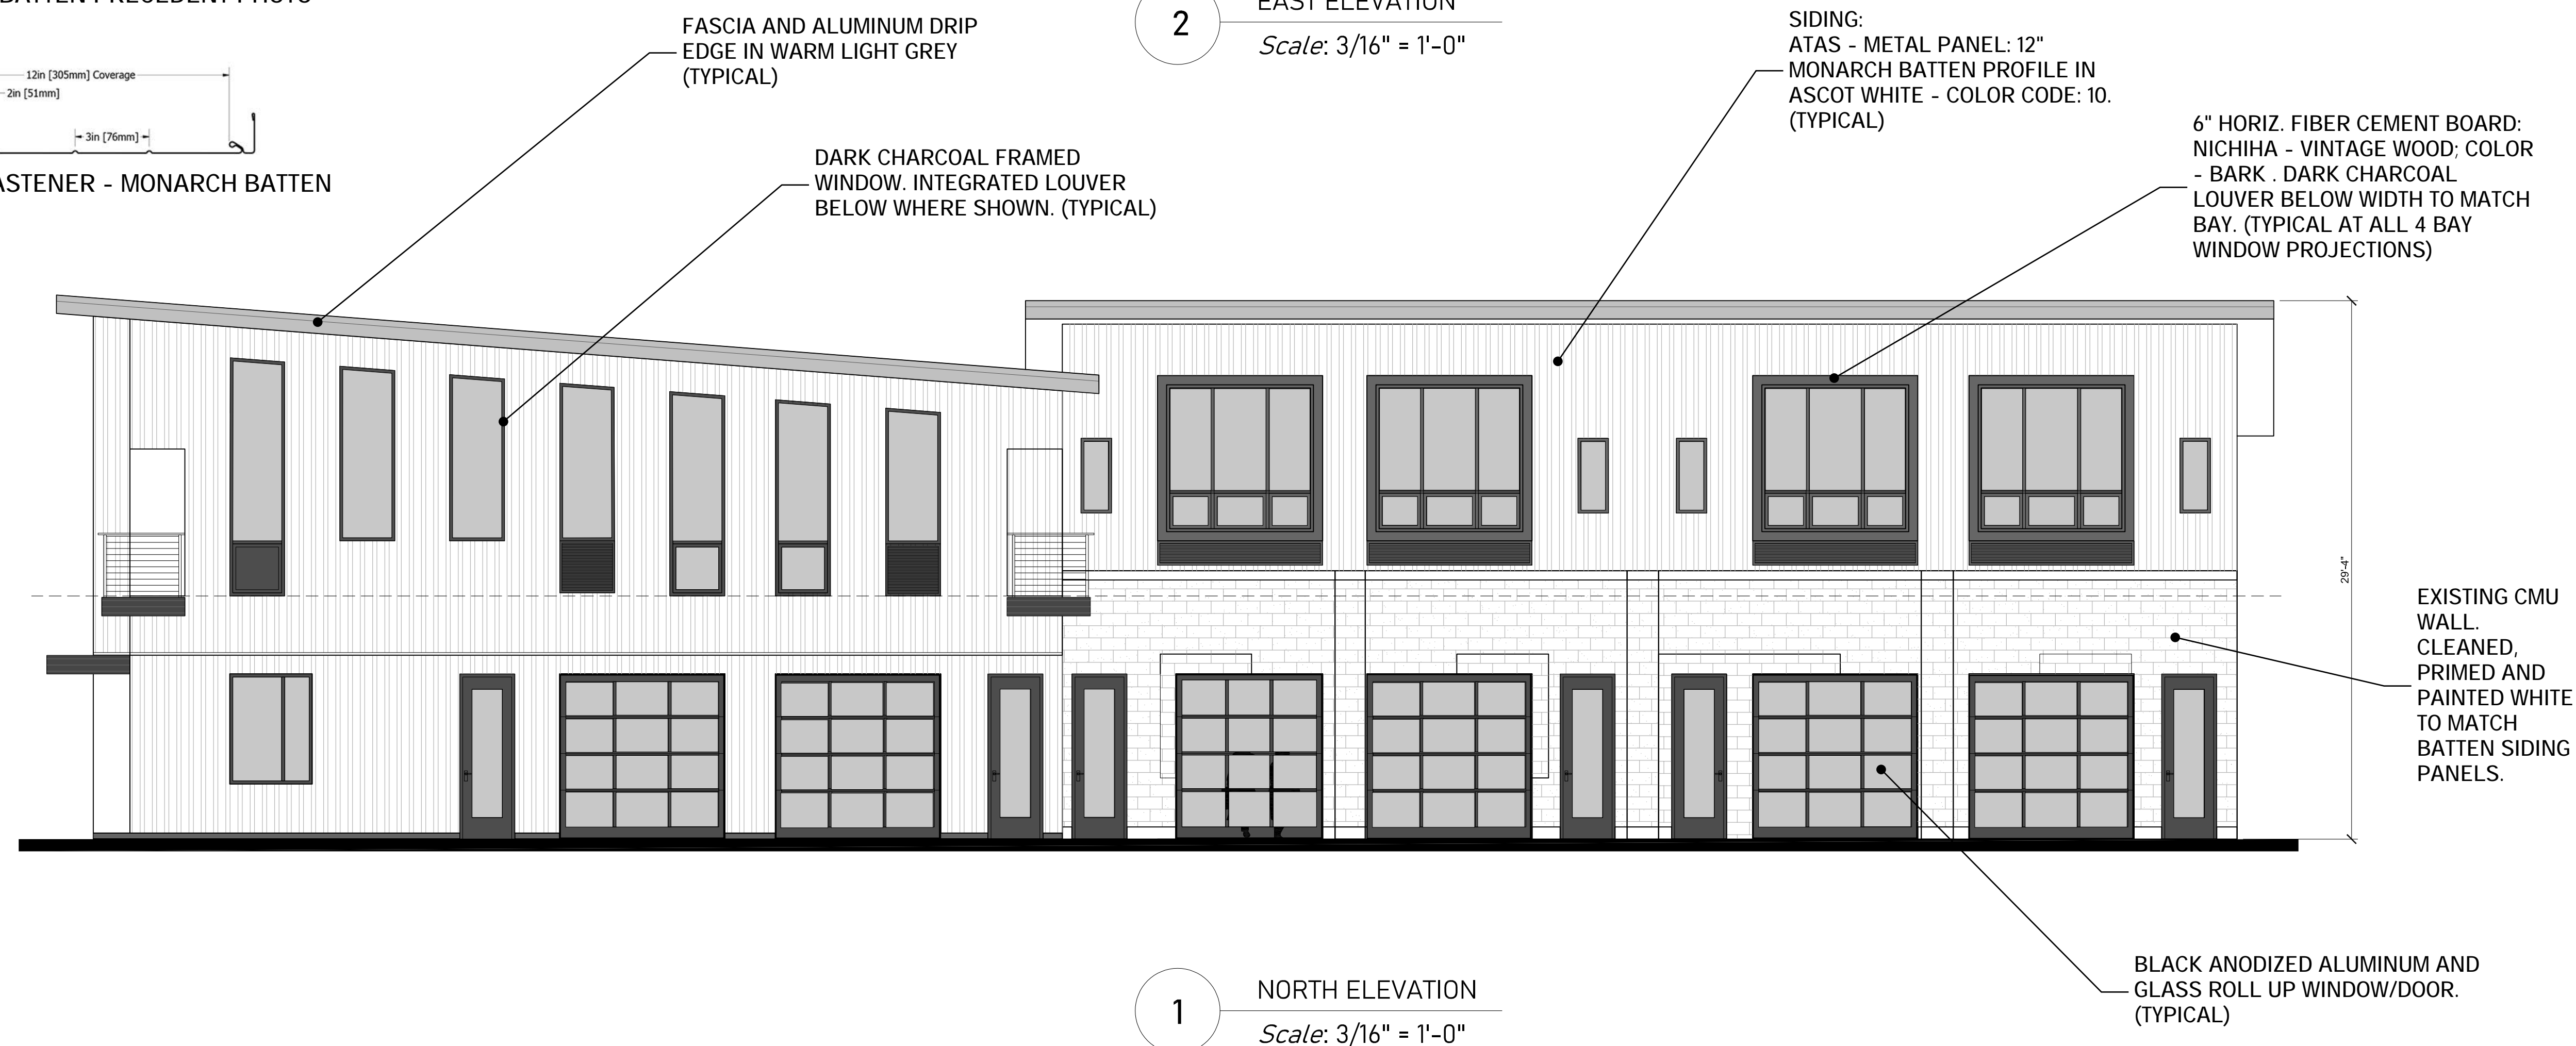 BATTEN PRECEDENT PHOTO
12in [305mm] Coverage
2in [51mm]
3in [76mm]
FASTENER - MONARCH BATTEN
FASCIA AND ALUMINUM DRIP
EDGE IN WARM LIGHT GREY
(TYPICAL)
DARK CHARCOAL FRAMED
WINDOW. INTEGRATED LOUVER
BELOW WHERE SHOWN. (TYPICAL)
2
EAST ELEVATION
Scale: 3/16" = 1'-0"
SIDING:
ATAS - METAL PANEL: 12"
MONARCH BATTEN PROFILE IN
ASCOT WHITE - COLOR CODE: 10.
(TYPICAL)
6" HORIZ. FIBER CEMENT BOARD:
NICHIHA - VINTAGE WOOD; COLOR
- BARK . DARK CHARCOAL
LOUVER BELOW WIDTH TO MATCH
BAY. (TYPICAL AT ALL 4 BAY
WINDOW PROJECTIONS)
29'-4"
EXISTING CMU
WALL.
CLEANED,
PRIMED AND
PAINTED WHITE
TO MATCH
BATTEN SIDING
PANELS.
BLACK ANODIZED ALUMINUM AND
GLASS ROLL UP WINDOW/DOOR.
(TYPICAL)
1
NORTH ELEVATION
Scale: 3/16" = 1'-0"